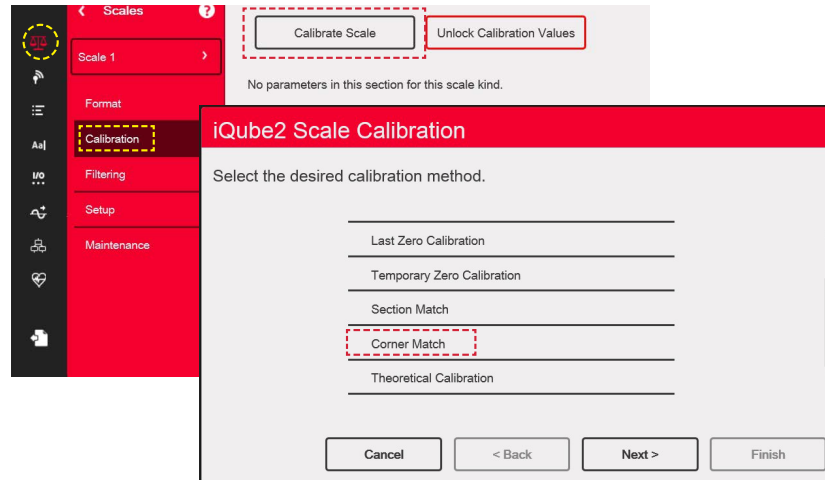 Scales
?
Calibrate Scale
Unlock Calibration Values
Scale 1
No parameters in this section for this scale kind.
Format
Aa|
Calibration
I/O
Filtering
Setup
Maintenance
iQube2 Scale Calibration
Select the desired calibration method.
Last Zero Calibration
Temporary Zero Calibration
Section Match
Corner Match
Theoretical Calibration
Cancel
< Back
Next >
Finish